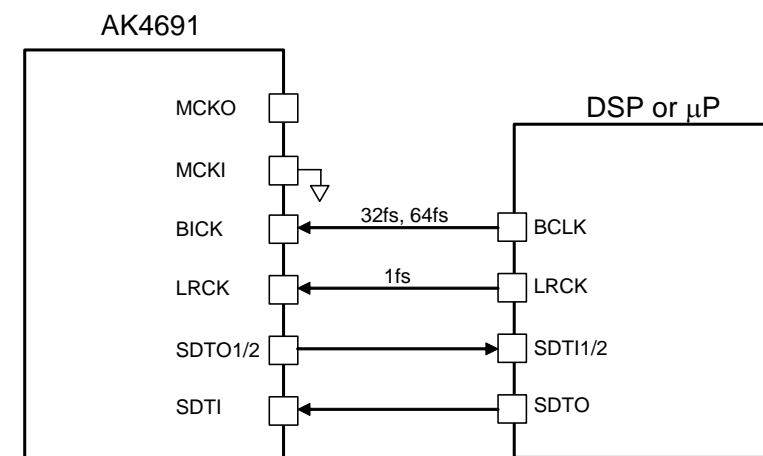 AK4691
DSP or μP
MCKO
MCKI
BICK
32fs, 64fs
BCLK
LRCK
1fs
LRCK
SDTO1/2
SDTI1/2
SDTI
SDTO